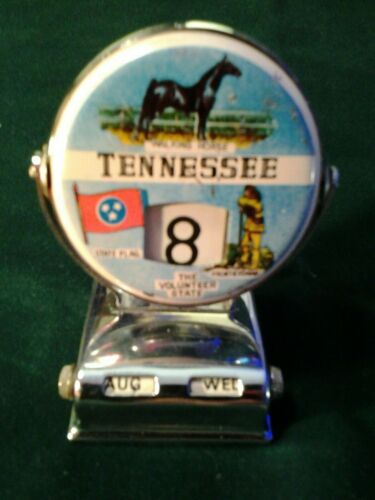 WALKING HORSE
TENNESSEE
STATE FLAG
8
THE
VOLUNTEER
STATE
AUG WED